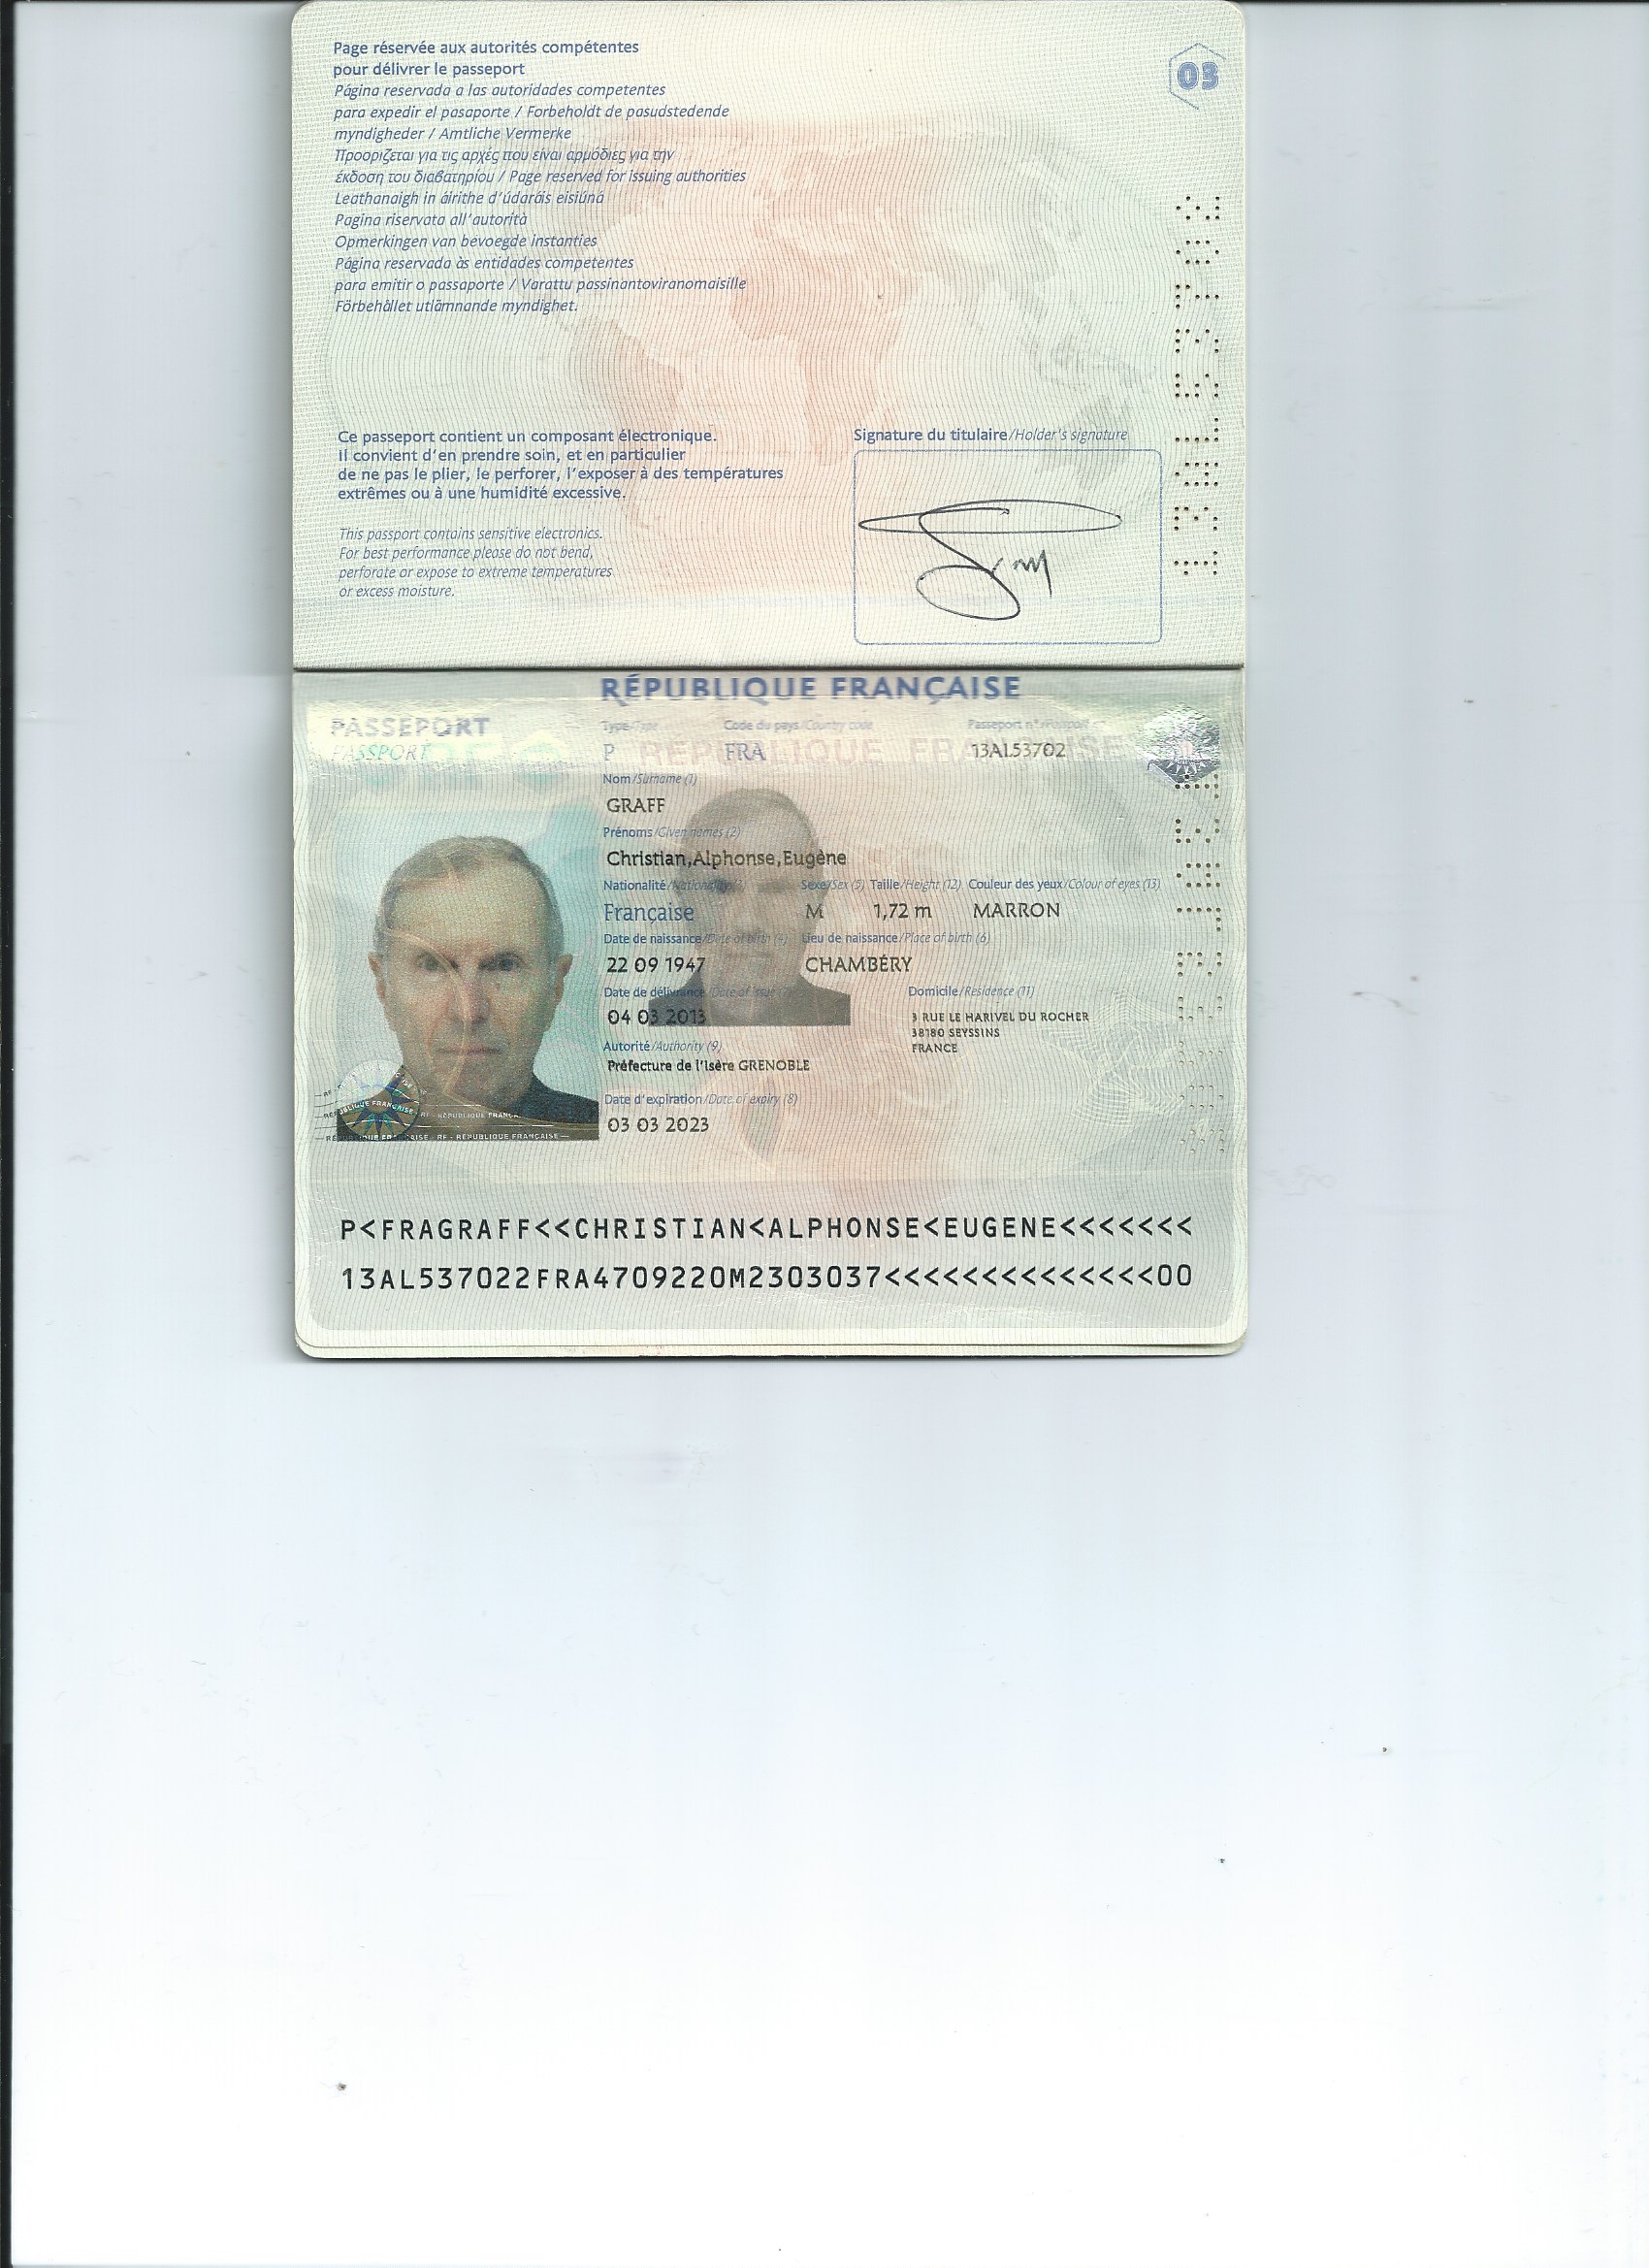 Page réservée aux autorités compétentes
pour délivrer le passeport
Página reservada a las autoridades competentes
para expedir el pasaporte / Forbeholdt de pasudstedende
myndigheder / Amtliche Vermerke
Προορίζεται για τις αρχές που είναι αρμόδιες για την
έκδοση του διαβατηρίου / Page reserved for issuing authorities
Leathanaigh in áirithe d'údaráis eisiúna
Pagina riservata all'autorità
Opmerkingen van bevoegde instanties
Página reservada às entidades competentes
para emitir o passaporte / Varattu passinantoviranomaisille
Förbehållet utlämnande myndighet.
03
Ce passeport contient un composant électronique.
Il convient d'en prendre soin, et en particulier
de ne pas le plier, le perforer, l'exposer à des températures
extrêmes ou à une humidité excessive.
This passport contains sensitive electronics.
For best performance please do not bend,
perforate or expose to extreme temperatures
or excess moisture.
Signature du titulaire/Holder's signature
13AL53702
RÉPUBLIQUE FRANÇAISE
PASSEPORT
PASSPORT
Type/Type Code du pays/Country code Passeport n°/Passport n°
P FRA 13AL53702
REPUBLIQUE FRANCAISE
Nom/Surname (1)
GRAFF
Prénoms/Given names (2)
Christian,Alphonse,Eugène
Nationalité/Nationality (3) Sexe/Sex (5) Taille/Height (12) Couleur des yeux/Colour of eyes (13)
Française M 1,72 m MARRON
Date de naissance/Date of birth (4) Lieu de naissance/Place of birth (6)
22 09 1947 CHAMBÉRY
Date de délivrance/Date of issue (7) Domicile/Residence (11)
04 03 2013 3 RUE LE HARIVEL DU ROCHER
38180 SEYSSINS
FRANCE
Autorité/Authority (9)
Préfecture de l'Isère GRENOBLE
Date d'expiration/Date of expiry (8)
03 03 2023
P<FRAGRAFF<<CHRISTIAN<ALPHONSE<EUGENE<<<<<<<
13AL537022FRA4709220M2303037<<<<<<<<<<<<<<00